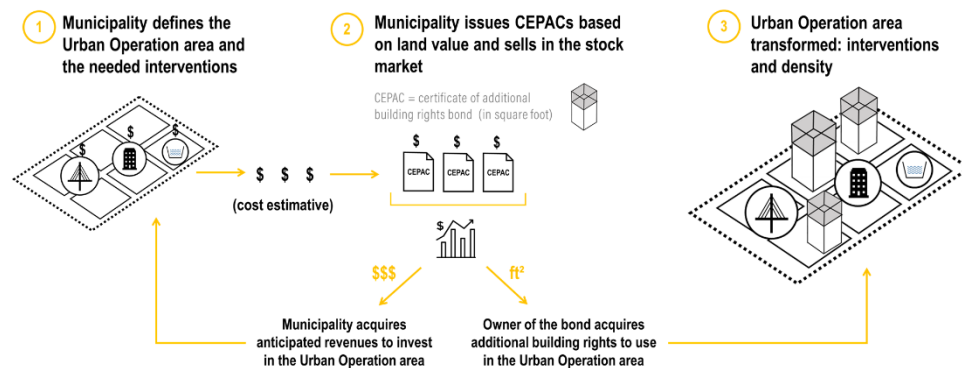 1
Municipality defines the
Urban Operation area and
the needed interventions
$
$
$
$ $ $
(cost estimative)
2
Municipality issues CEPACs based
on land value and sells in the stock
market
CEPAC = certificate of additional
building rights bond (in square foot)
$ $ $
CEPAC CEPAC CEPAC
$
$$$
ft²
Municipality acquires
anticipated revenues to invest
in the Urban Operation area
Owner of the bond acquires
additional building rights to use
in the Urban Operation area
3
Urban Operation area
transformed: interventions
and density